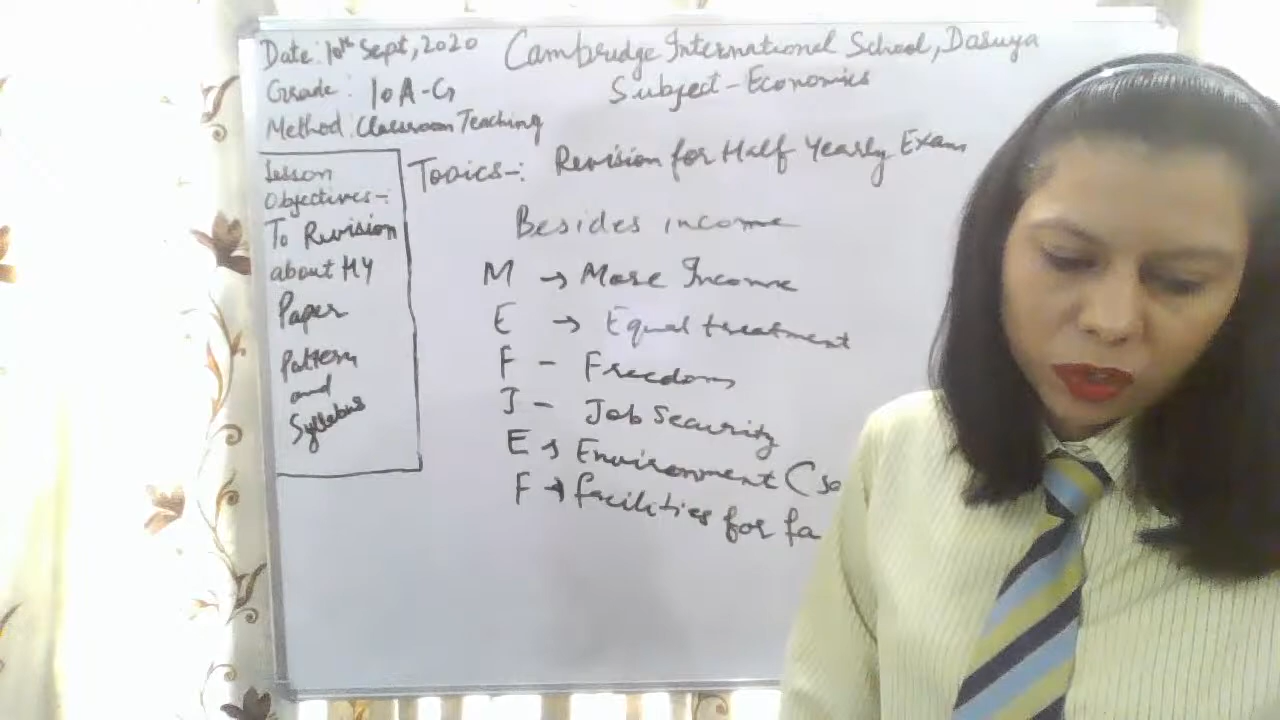 Date: 10th Sept, 2020
Cambridge International School, Dasuya
Grade: 10A-G
Subject-Economics
Method: Classroom Teaching
Lesson
Objectives-:
To Revision
about HY
Paper
Pattern
and
Syllebus
Topics-: Revision for Half Yearly Exam
Besides income
M → More Income
E → Equal treatment
F - Freedom
J - Job Security
E → Environment (
F → facilities for